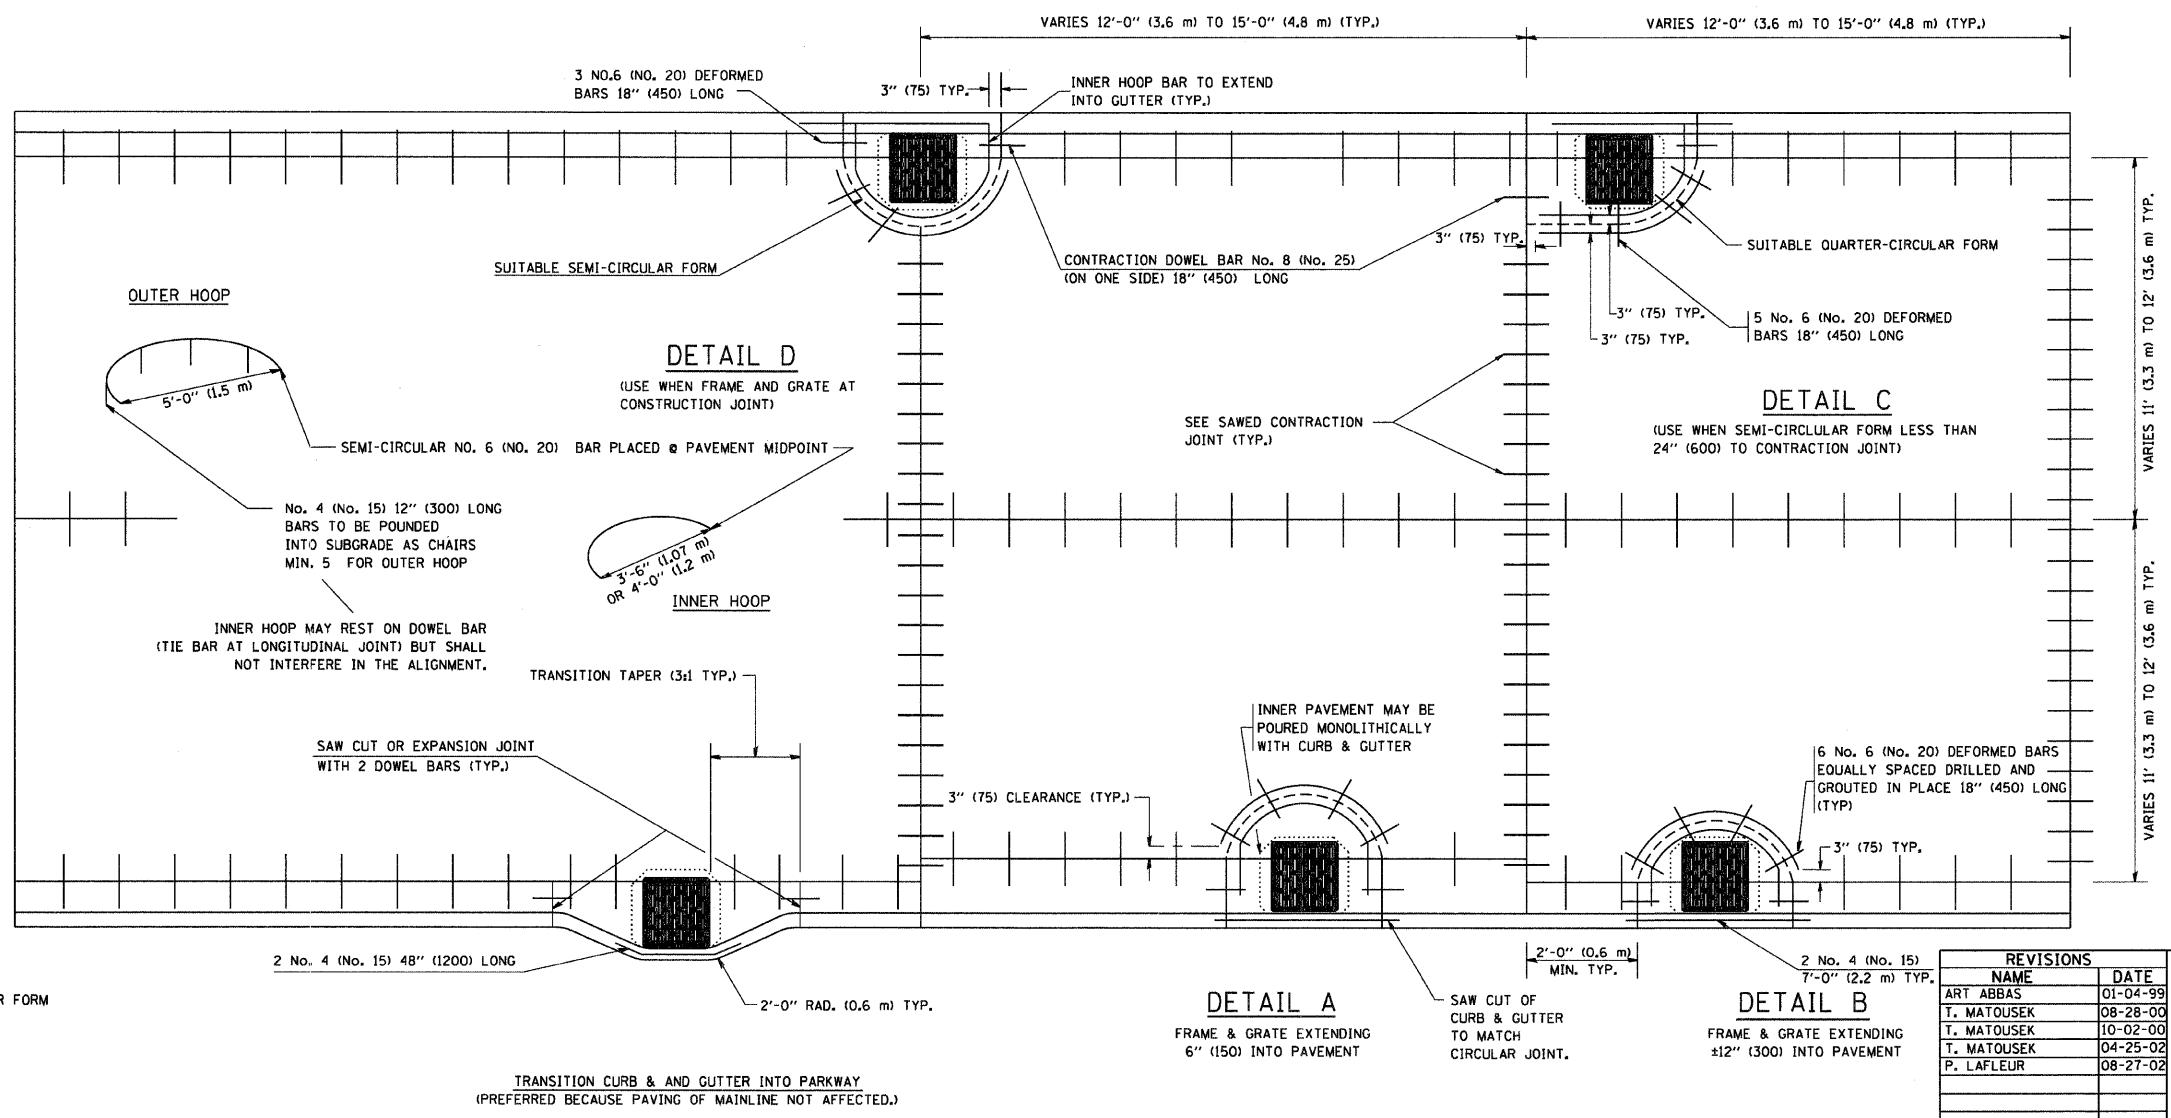 VARIES 12'-0" (3.6 m) TO 15'-0" (4.8 m) (TYP.)
VARIES 12'-0" (3.6 m) TO 15'-0" (4.8 m) (TYP.)
3 NO.6 (NO. 20) DEFORMED
BARS 18" (450) LONG
3" (75) TYP.
INNER HOOP BAR TO EXTEND
INTO GUTTER (TYP.)
SUITABLE SEMI-CIRCULAR FORM
CONTRACTION DOWEL BAR No. 8 (No. 25)
(ON ONE SIDE) 18" (450) LONG
3" (75) TYP.
SUITABLE QUARTER-CIRCULAR FORM
3" (75) TYP.
3" (75) TYP.
5 No. 6 (No. 20) DEFORMED
BARS 18" (450) LONG
VARIES 11' (3.3 m) TO 12' (3.6 m) TYP.
OUTER HOOP
5'-0" (1.5 m)
DETAIL D
(USE WHEN FRAME AND GRATE AT
CONSTRUCTION JOINT)
SEMI-CIRCULAR NO. 6 (NO. 20) BAR PLACED @ PAVEMENT MIDPOINT
SEE SAWED CONTRACTION
JOINT (TYP.)
DETAIL C
(USE WHEN SEMI-CIRCLULAR FORM LESS THAN
24" (600) TO CONTRACTION JOINT)
No. 4 (No. 15) 12" (300) LONG
BARS TO BE POUNDED
INTO SUBGRADE AS CHAIRS
MIN. 5 FOR OUTER HOOP
3'-6" (1.07 m)
OR 4'-0" (1.2 m)
INNER HOOP
INNER HOOP MAY REST ON DOWEL BAR
(TIE BAR AT LONGITUDINAL JOINT) BUT SHALL
NOT INTERFERE IN THE ALIGNMENT.
VARIES 11' (3.3 m) TO 12' (3.6 m) TYP.
TRANSITION TAPER (3:1 TYP.)
SAW CUT OR EXPANSION JOINT
WITH 2 DOWEL BARS (TYP.)
INNER PAVEMENT MAY BE
POURED MONOLITHICALLY
WITH CURB & GUTTER
3" (75) CLEARANCE (TYP.)
6 No. 6 (No. 20) DEFORMED BARS
EQUALLY SPACED DRILLED AND
GROUTED IN PLACE 18" (450) LONG
(TYP)
3" (75) TYP.
2 No. 4 (No. 15) 48" (1200) LONG
2'-0" RAD. (0.6 m) TYP.
2'-0" (0.6 m)
MIN. TYP.
2 No. 4 (No. 15)
7'-0" (2.2 m) TYP.
R FORM
DETAIL A
FRAME & GRATE EXTENDING
6" (150) INTO PAVEMENT
SAW CUT OF
CURB & GUTTER
TO MATCH
CIRCULAR JOINT.
DETAIL B
FRAME & GRATE EXTENDING
±12" (300) INTO PAVEMENT
TRANSITION CURB & AND GUTTER INTO PARKWAY
(PREFERRED BECAUSE PAVING OF MAINLINE NOT AFFECTED.)
REVISIONS
NAME DATE
ART ABBAS 01-04-99
T. MATOUSEK 08-28-00
T. MATOUSEK 10-02-00
T. MATOUSEK 04-25-02
P. LAFLEUR 08-27-02